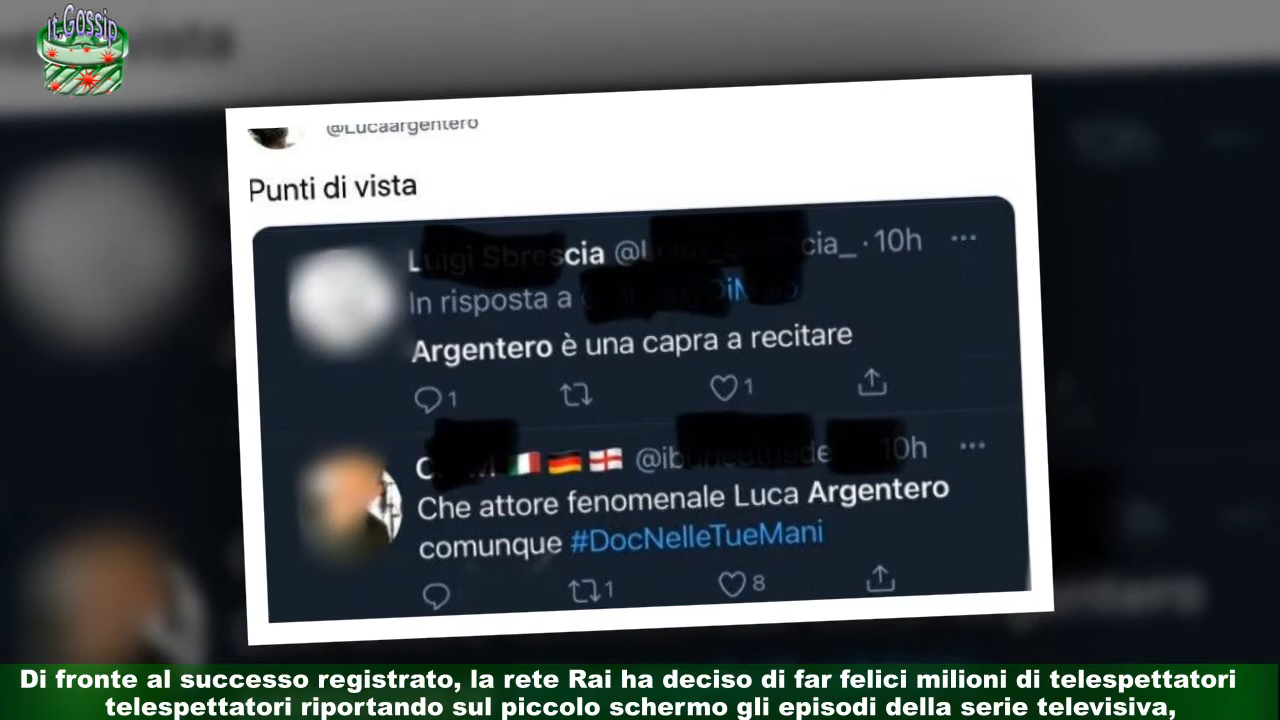 It.Gossip
@Lucaargentero
Punti di vista
Luigi Sbrescia @l cia_ · 10h
In risposta a
Argentero è una capra a recitare
1 1
@ib 10h
Che attore fenomenale Luca Argentero
comunque #DocNelleTueMani
1 8
Di fronte al successo registrato, la rete Rai ha deciso di far felici milioni di telespettatori
telespettatori riportando sul piccolo schermo gli episodi della serie televisiva,